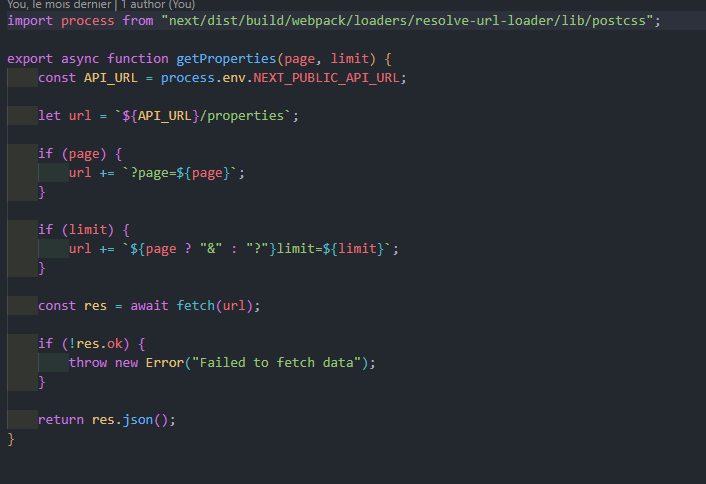 You, le mois dernier | 1 author (You)
import process from "next/dist/build/webpack/loaders/resolve-url-loader/lib/postcss";
export async function getProperties(page, limit) {
const API_URL = process.env.NEXT_PUBLIC_API_URL;
let url = `${API_URL}/properties`;
if (page) {
url += `?page=${page}`;
}
if (limit) {
url += `${page ? "&" : "?"}limit=${limit}`;
}
const res = await fetch(url);
if (!res.ok) {
throw new Error("Failed to fetch data");
}
return res.json();
}